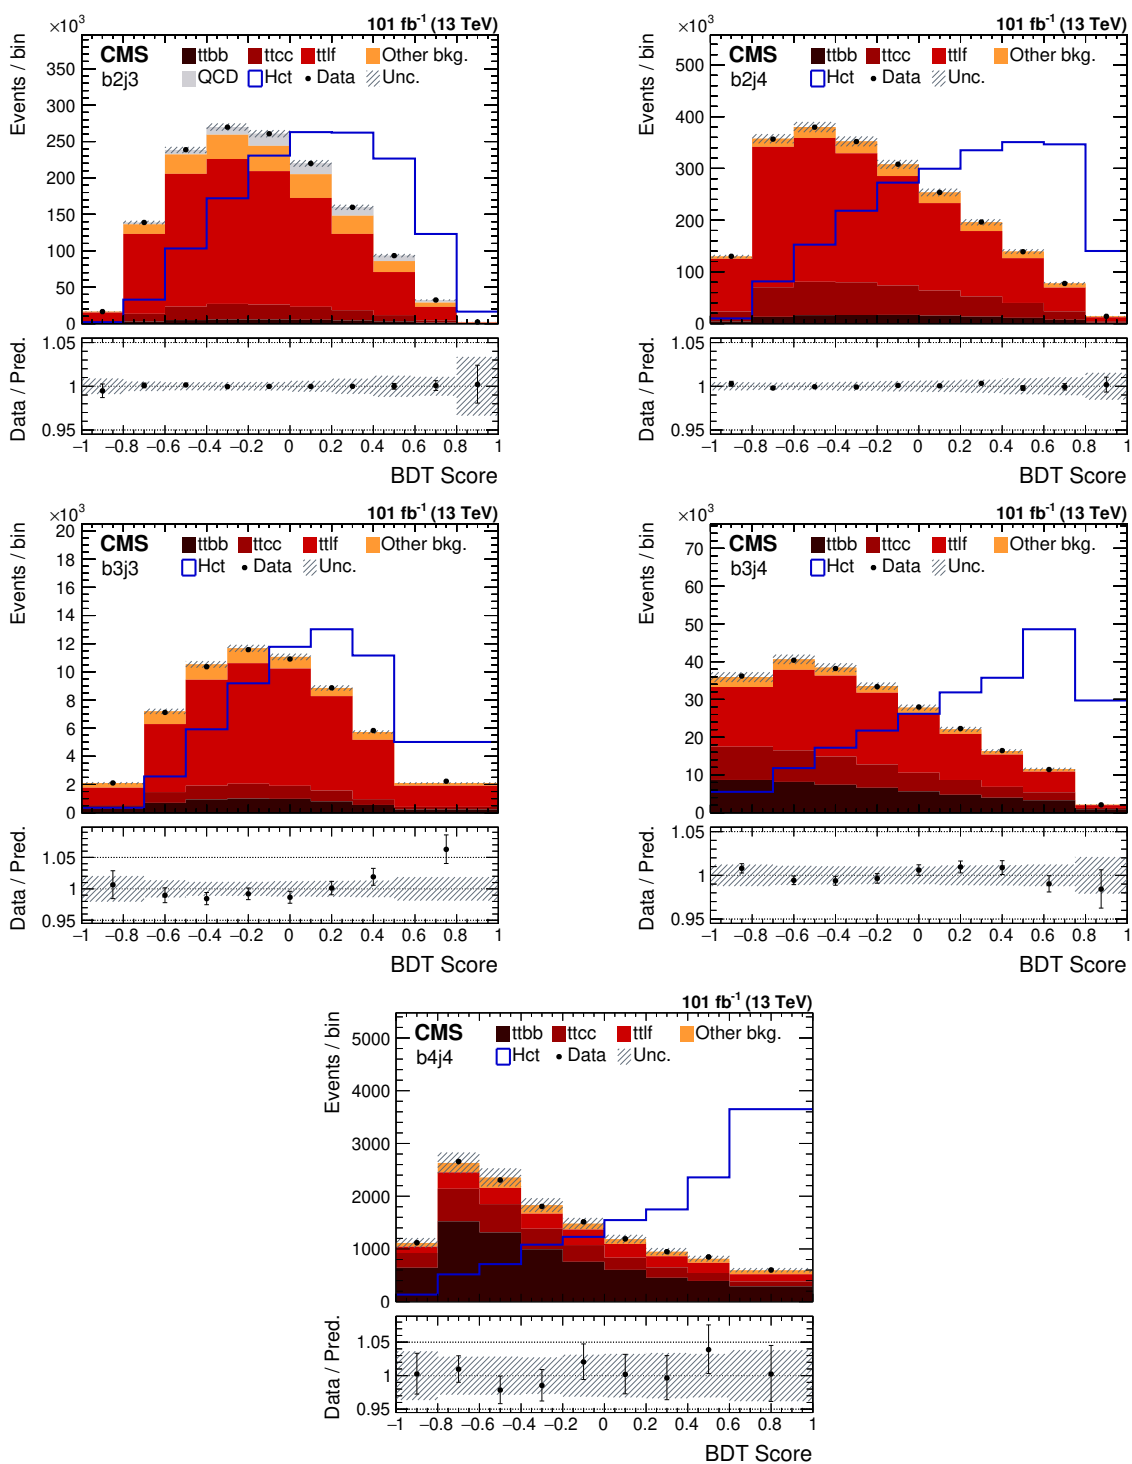 ×10³
101 fb⁻¹ (13 TeV)
Events / bin
CMS
b2j3
ttbb
ttcc
ttlf
Other bkg.
QCD
Hct
Data
Unc.
350
300
250
200
150
100
50
0
Data / Pred.
1.05
1
0.95
−1 −0.8 −0.6 −0.4 −0.2 0 0.2 0.4 0.6 0.8 1
BDT Score
×10³
101 fb⁻¹ (13 TeV)
Events / bin
CMS
b2j4
ttbb
ttcc
ttlf
Other bkg.
Hct
Data
Unc.
500
400
300
200
100
0
Data / Pred.
1.05
1
0.95
−1 −0.8 −0.6 −0.4 −0.2 0 0.2 0.4 0.6 0.8 1
BDT Score
×10³
101 fb⁻¹ (13 TeV)
Events / bin
CMS
b3j3
ttbb
ttcc
ttlf
Other bkg.
Hct
Data
Unc.
20
18
16
14
12
10
8
6
4
2
0
Data / Pred.
1.05
1
0.95
−1 −0.8 −0.6 −0.4 −0.2 0 0.2 0.4 0.6 0.8 1
BDT Score
×10³
101 fb⁻¹ (13 TeV)
Events / bin
CMS
b3j4
ttbb
ttcc
ttlf
Other bkg.
Hct
Data
Unc.
70
60
50
40
30
20
10
0
Data / Pred.
1.05
1
0.95
−1 −0.8 −0.6 −0.4 −0.2 0 0.2 0.4 0.6 0.8 1
BDT Score
101 fb⁻¹ (13 TeV)
Events / bin
CMS
b4j4
ttbb
ttcc
ttlf
Other bkg.
Hct
Data
Unc.
5000
4000
3000
2000
1000
0
Data / Pred.
1.05
1
0.95
−1 −0.8 −0.6 −0.4 −0.2 0 0.2 0.4 0.6 0.8 1
BDT Score